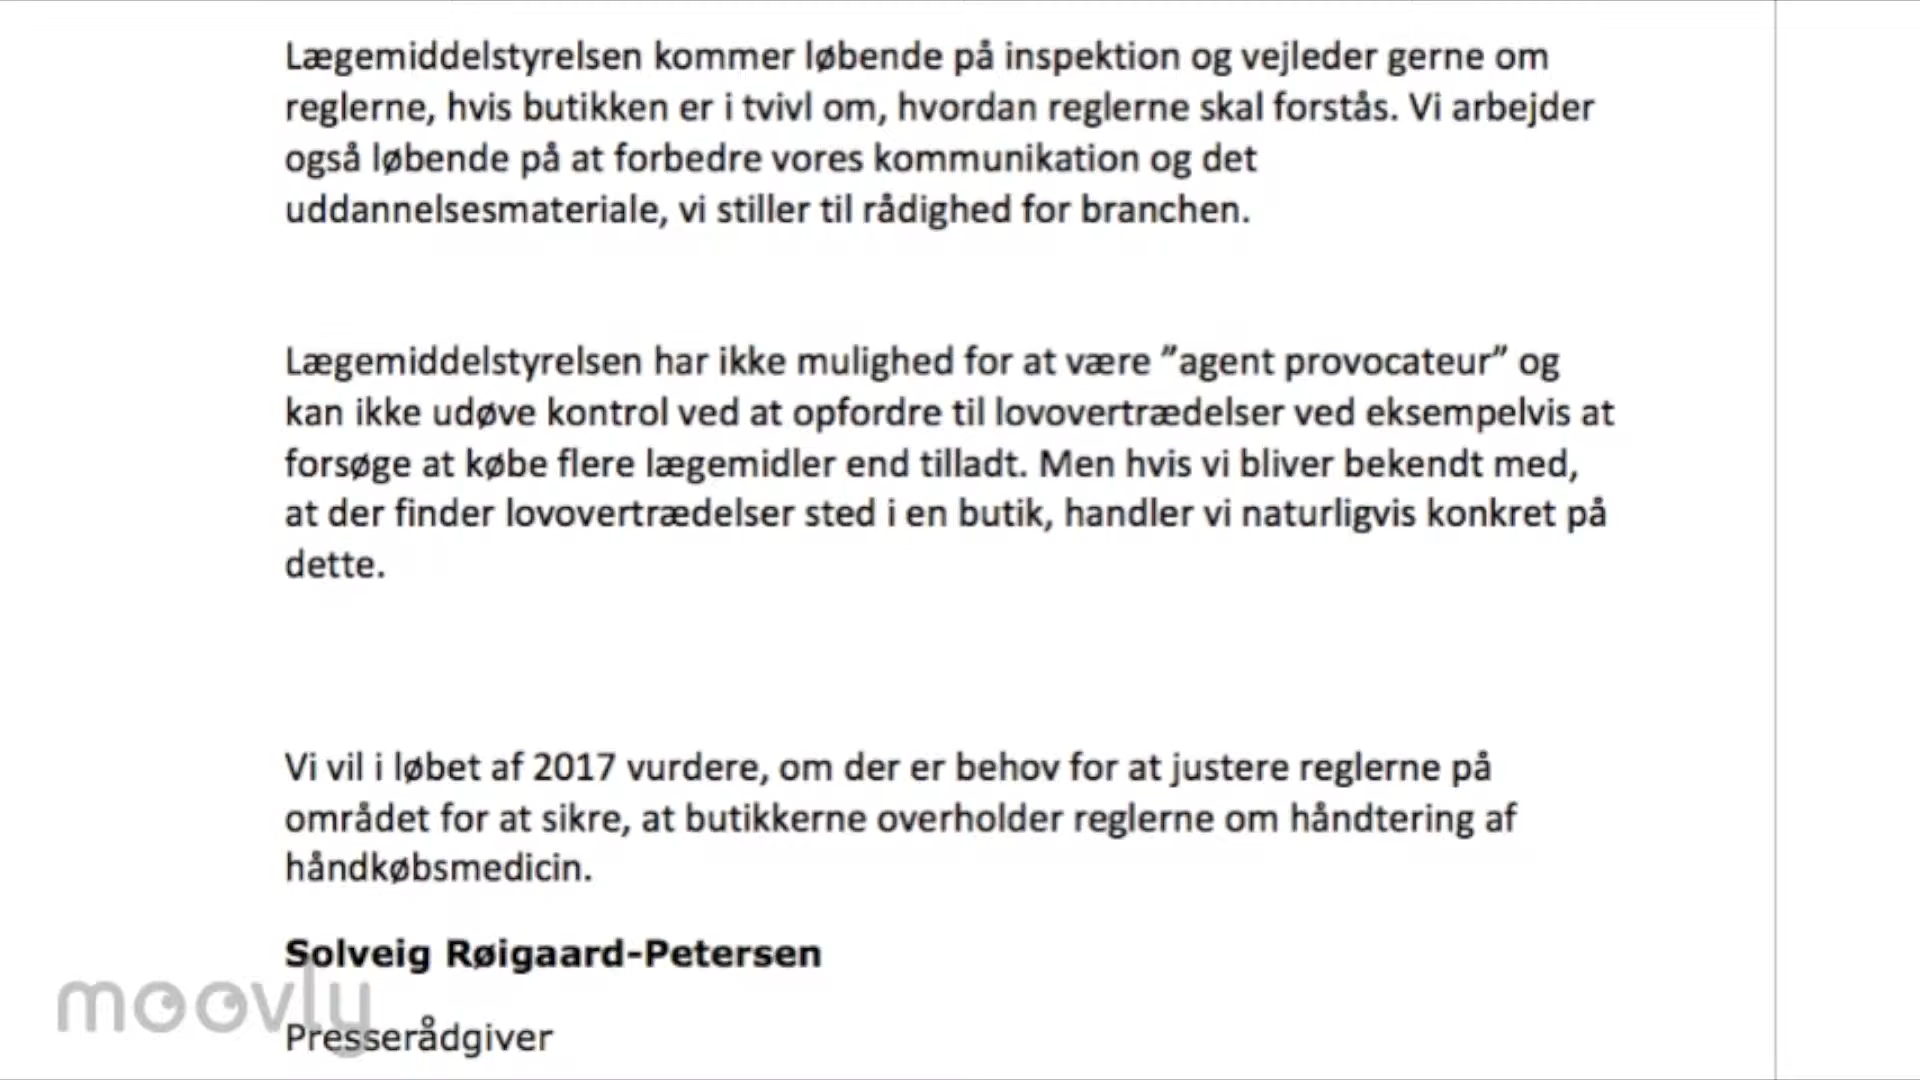 Lægemiddelstyrelsen kommer løbende på inspektion og vejleder gerne om
reglerne, hvis butikken er i tvivl om, hvordan reglerne skal forstås. Vi arbejder
også løbende på at forbedre vores kommunikation og det
uddannelsesmateriale, vi stiller til rådighed for branchen.
Lægemiddelstyrelsen har ikke mulighed for at være ”agent provocateur” og
kan ikke udøve kontrol ved at opfordre til lovovertrædelser ved eksempelvis at
forsøge at købe flere lægemidler end tilladt. Men hvis vi bliver bekendt med,
at der finder lovovertrædelser sted i en butik, handler vi naturligvis konkret på
dette.
Vi vil i løbet af 2017 vurdere, om der er behov for at justere reglerne på
området for at sikre, at butikkerne overholder reglerne om håndtering af
håndkøbsmedicin.
Solveig Røigaard-Petersen
moovly
Presserådgiver